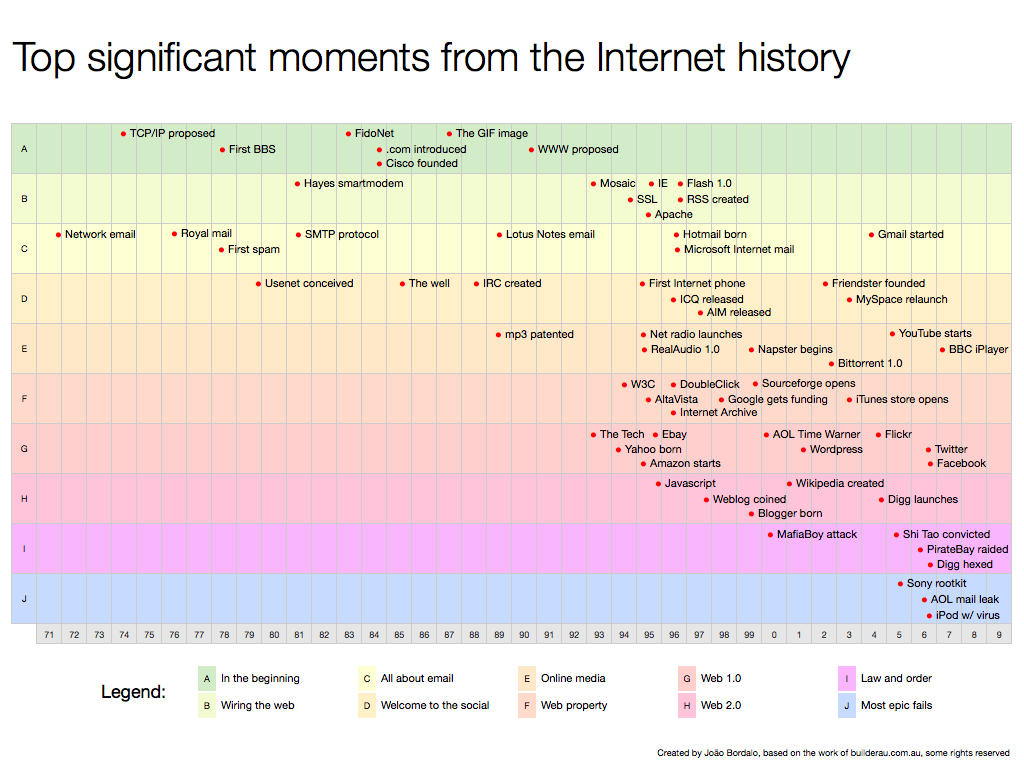 Top significant moments from the Internet history
A
TCP/IP proposed
FidoNet
The GIF image
First BBS
.com introduced
WWW proposed
Cisco founded
B
Hayes smartmodem
Mosaic
IE
Flash 1.0
SSL
RSS created
Apache
C
Network email
Royal mail
SMTP protocol
Lotus Notes email
Hotmail born
Gmail started
First spam
Microsoft Internet mail
D
Usenet conceived
The well
IRC created
First Internet phone
Friendster founded
ICQ released
MySpace relaunch
AIM released
E
mp3 patented
Net radio launches
YouTube starts
RealAudio 1.0
Napster begins
BBC iPlayer
Bittorrent 1.0
F
W3C
DoubleClick
Sourceforge opens
AltaVista
Google gets funding
iTunes store opens
Internet Archive
G
The Tech
Ebay
AOL Time Warner
Flickr
Yahoo born
Wordpress
Twitter
Amazon starts
Facebook
H
Javascript
Wikipedia created
Weblog coined
Digg launches
Blogger born
I
MafiaBoy attack
Shi Tao convicted
PirateBay raided
Digg hexed
J
Sony rootkit
AOL mail leak
iPod w/ virus
71 72 73 74 75 76 77 78 79 80 81 82 83 84 85 86 87 88 89 90 91 92 93 94 95 96 97 98 99 0 1 2 3 4 5 6 7 8 9
Legend:
A In the beginning
B Wiring the web
C All about email
D Welcome to the social
E Online media
F Web property
G Web 1.0
H Web 2.0
I Law and order
J Most epic fails
Created by João Bordalo, based on the work of builderau.com.au, some rights reserved